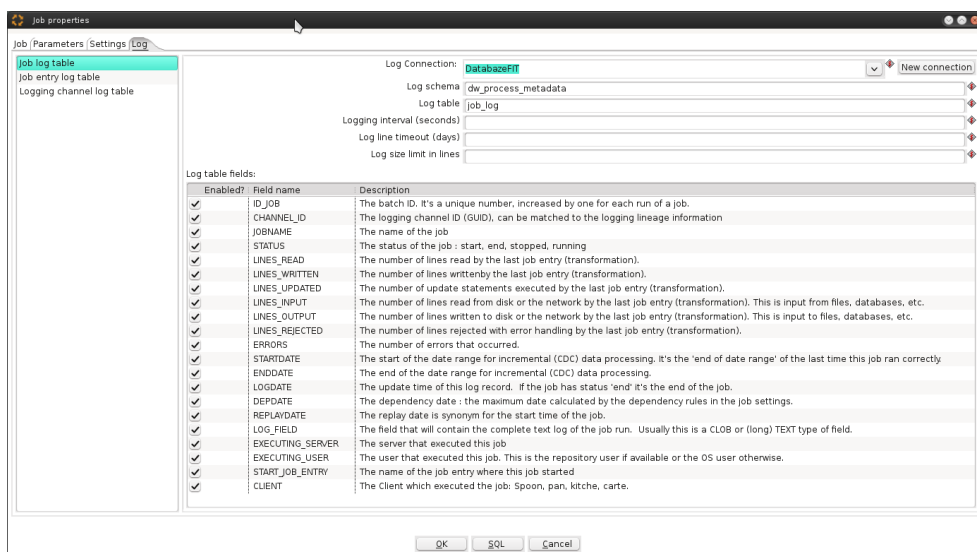 Job properties
Job Parameters Settings Log
Job log table
Job entry log table
Logging channel log table
Log Connection: DatabazeFIT New connection
Log schema dw_process_metadata
Log table job_log
Logging interval (seconds)
Log line timeout (days)
Log size limit in lines
Log table fields:
Enabled? Field name Description
ID_JOB The batch ID. It's a unique number, increased by one for each run of a job.
CHANNEL_ID The logging channel ID (GUID), can be matched to the logging lineage information
JOBNAME The name of the job
STATUS The status of the job : start, end, stopped, running
LINES_READ The number of lines read by the last job entry (transformation).
LINES_WRITTEN The number of lines writtenby the last job entry (transformation).
LINES_UPDATED The number of update statements executed by the last job entry (transformation).
LINES_INPUT The number of lines read from disk or the network by the last job entry (transformation). This is input from files, databases, etc.
LINES_OUTPUT The number of lines written to disk or the network by the last job entry (transformation). This is input to files, databases, etc.
LINES_REJECTED The number of lines rejected with error handling by the last job entry (transformation).
ERRORS The number of errors that occurred.
STARTDATE The start of the date range for incremental (CDC) data processing. It's the 'end of date range' of the last time this job ran correctly.
ENDDATE The end of the date range for incremental (CDC) data processing.
LOGDATE The update time of this log record.  If the job has status 'end' it's the end of the job.
DEPDATE The dependency date : the maximum date calculated by the dependency rules in the job settings.
REPLAYDATE The replay date is synonym for the start time of the job.
LOG_FIELD The field that will contain the complete text log of the job run.  Usually this is a CLOB or (long) TEXT type of field.
EXECUTING_SERVER The server that executed this job
EXECUTING_USER The user that executed this job. This is the repository user if available or the OS user otherwise.
START_JOB_ENTRY The name of the job entry where this job started
CLIENT The Client which executed the job: Spoon, pan, kitche, carte.
OK SQL Cancel